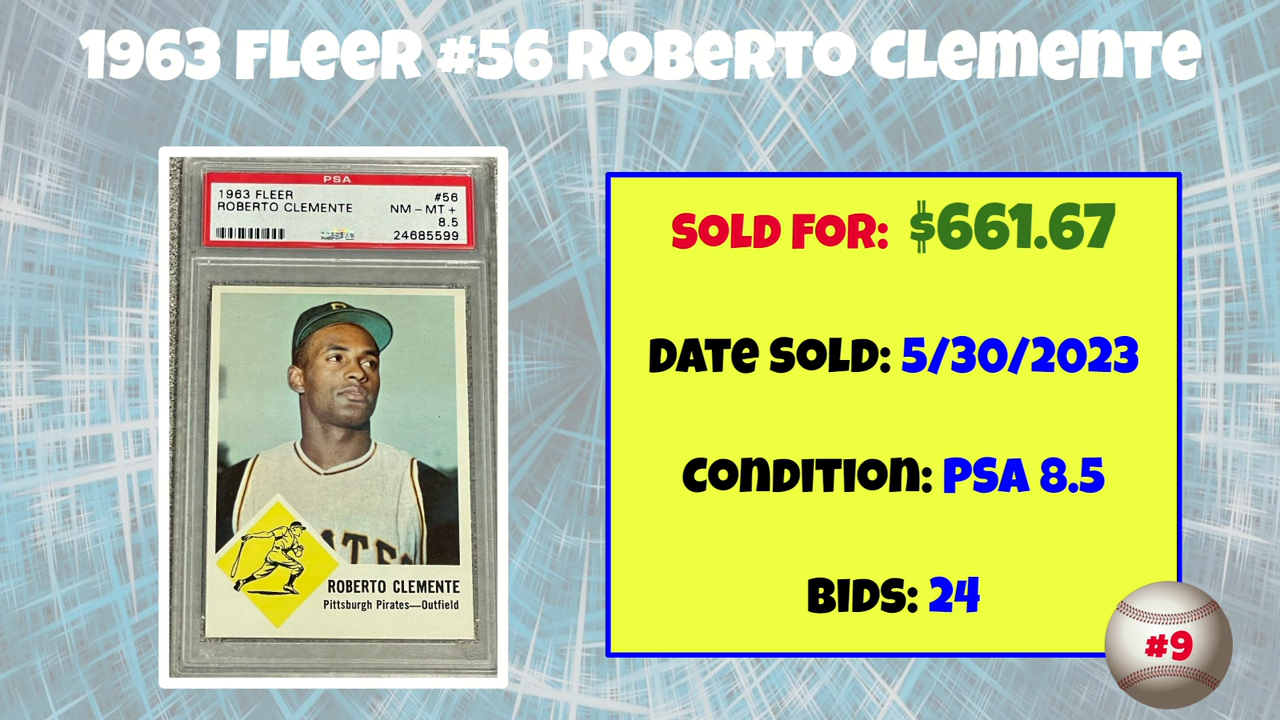 1963 FLeeR #56 ROBeRTO CLemenTe
PSA
1963 FLEER #56
ROBERTO CLEMENTE NM – MT +
8.5
24685599
P
ATES
ROBERTO CLEMENTE
Pittsburgh Pirates—Outfield
SOLD FOR: $661.67
DATe SOLD: 5/30/2023
CONDITION: PSA 8.5
BIDS: 24
#9